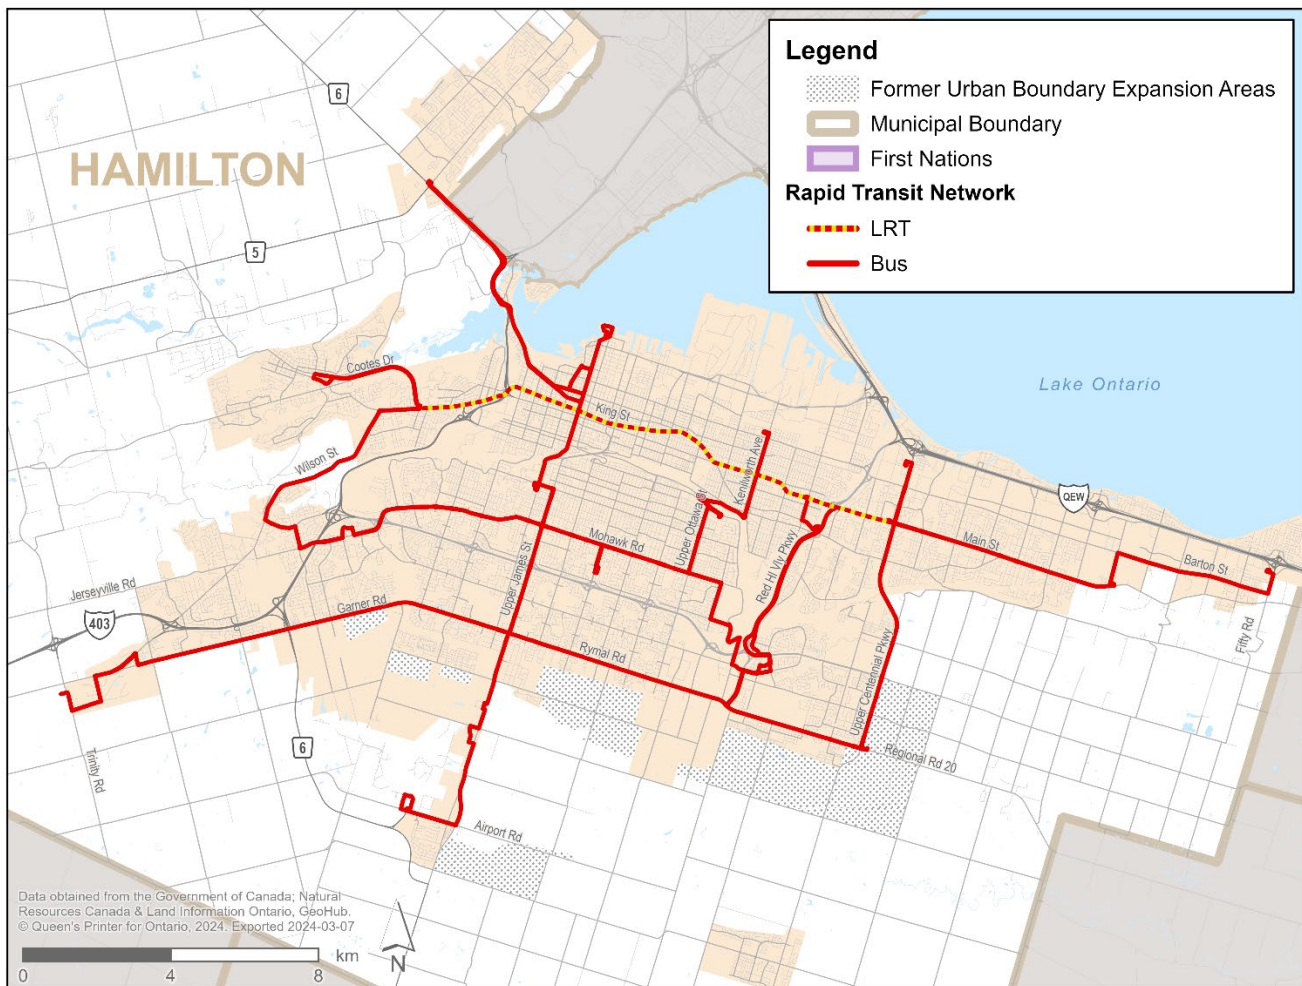 Legend
Former Urban Boundary Expansion Areas
Municipal Boundary
First Nations
Rapid Transit Network
LRT
Bus
6
HAMILTON
5
Lake Ontario
Cootes Dr
King St
Wilson St
Kenilworth Ave
QEW
Upper Ottawa St
Mohawk Rd
Main St
Barton St
Red Hl Vly Pkwy
Jerseyville Rd
Upper James St
Garner Rd
403
Fifty Rd
Rymal Rd
Upper Centennial Pkwy
6
Trinity Rd
Regional Rd 20
Airport Rd
Data obtained from the Government of Canada; Natural
Resources Canada & Land Information Ontario, GeoHub.
© Queen's Printer for Ontario, 2024. Exported 2024-03-07
km
0 4 8
N